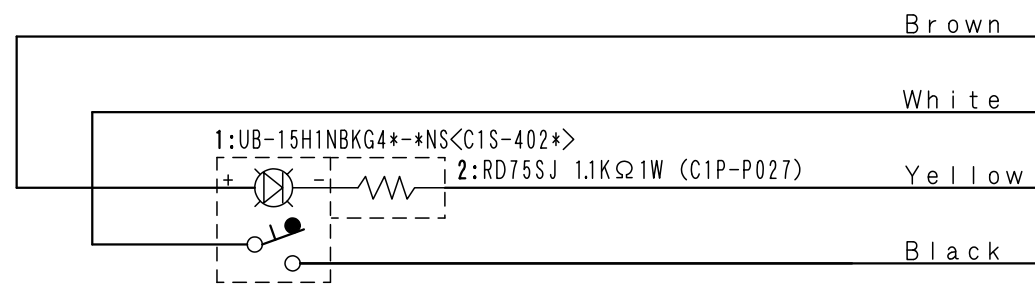 Brown
White
1:UB-15H1NBKG4*-*NS<C1S-402*>
2:RD75SJ 1.1KΩ1W (C1P-P027)
Yellow
+ -
Black